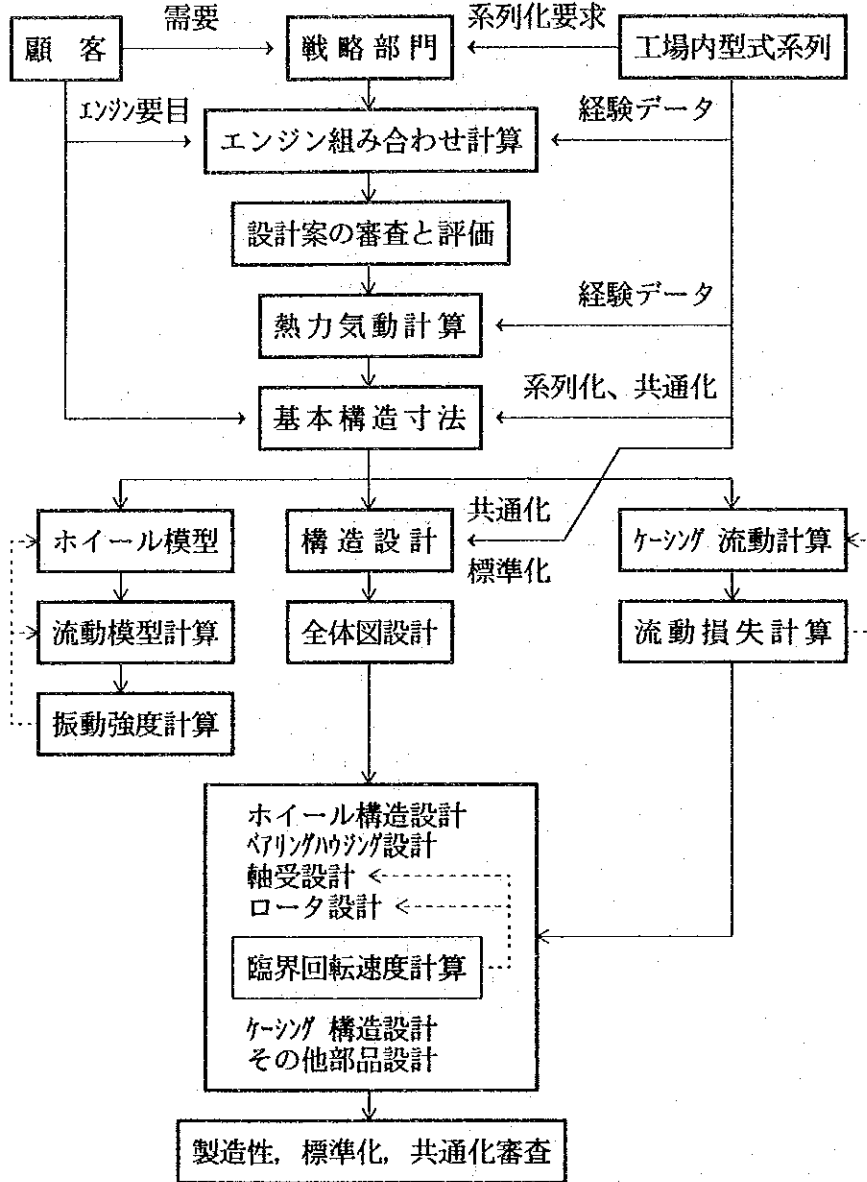 需要
系列化要求
顧客
戦略部門
工場内型式系列
エンジン要目
経験データ
エンジン組み合わせ計算
設計案の審査と評価
経験データ
熱力気動計算
系列化、共通化
基本構造寸法
共通化
ホイール模型
構造設計
ケーシング 流動計算
標準化
流動模型計算
全体図設計
流動損失計算
振動強度計算
ホイール構造設計
ベアリングハウジング設計
軸受設計
ロータ設計
臨界回転速度計算
ケーシング 構造設計
その他部品設計
製造性, 標準化, 共通化審査